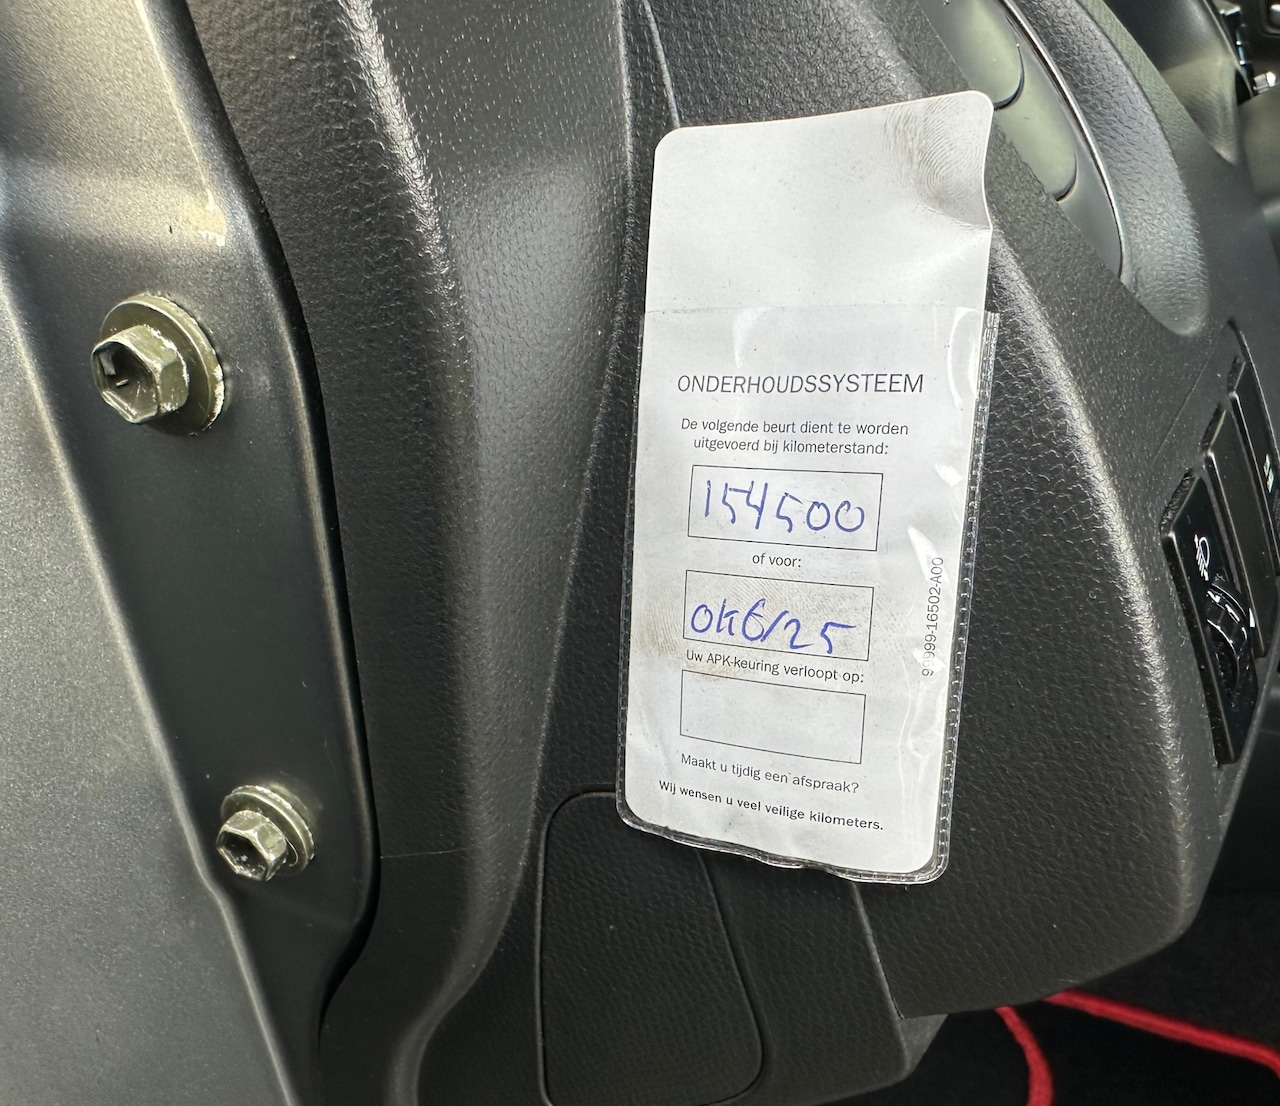 ONDERHOUDSSYSTEEM
De volgende beurt dient te worden
uitgevoerd bij kilometerstand:
154500
of voor:
okt/25
Uw APK-keuring verloopt op:
Maakt u tijdig een afspraak?
Wij wensen u veel veilige kilometers.
99999-16502-A00